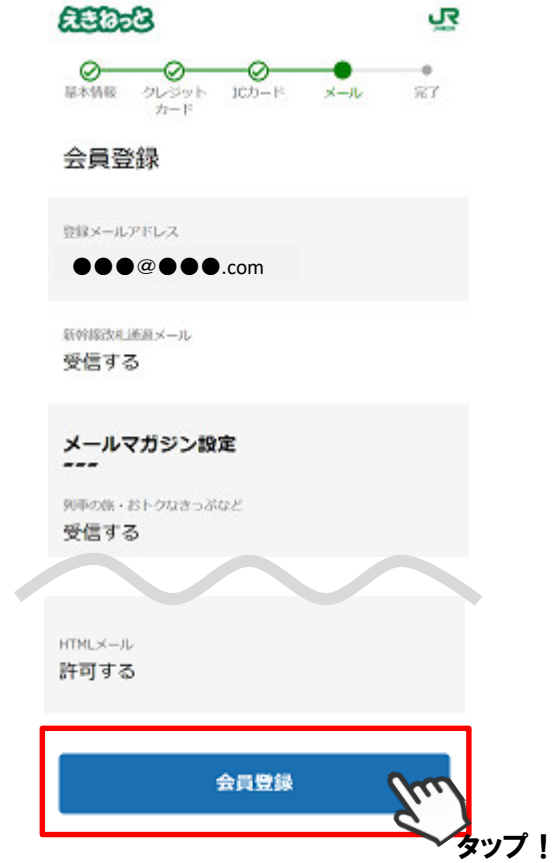 えきねっと
JR
基本情報 クレジットカード ICカード メール 完了
会員登録
登録メールアドレス
●●●@●●●.com
新幹線改札通過メール
受信する
メールマガジン設定
列車の旅・おトクなきっぷなど
受信する
HTMLメール
許可する
会員登録
タップ！